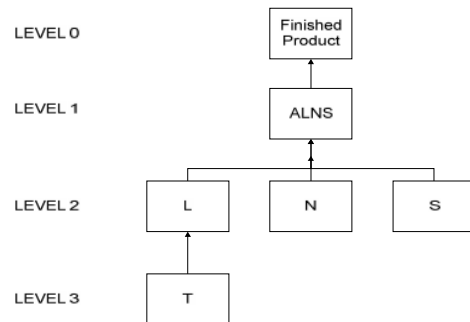 LEVEL 0
Finished
Product
LEVEL 1
ALNS
LEVEL 2
L
N
S
LEVEL 3
T